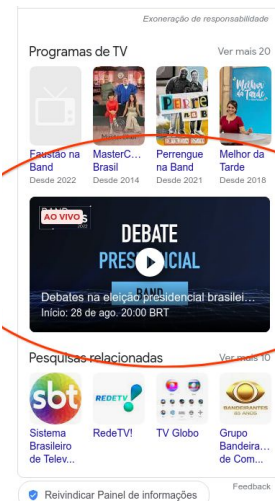 Exoneração de responsabilidade
Programas de TV
Ver mais 20
Melhor da Tarde
Faustão na Band
Desde 2022
MasterC... Brasil
Desde 2014
Perrengue na Band
Desde 2021
Melhor da Tarde
Desde 2018
AO VIVO
DEBATE
BAND
Debates na eleição presidencial brasilei...
Início: 28 de ago. 20:00 BRT
Pesquisas relacionadas
Ver mais 10
sbt
REDETV!
BANDEIRANTES
Sistema Brasileiro de Telev...
RedeTV!
TV Globo
Grupo Bandeira... de Com...
Feedback
Reivindicar Painel de informações